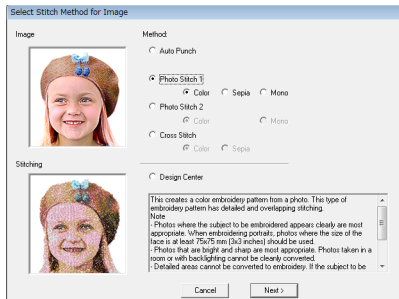 Select Stitch Method for Image
Image
Method:
Auto Punch
Photo Stitch 1
Color Sepia Mono
Photo Stitch 2
Color Mono
Cross Stitch
Color Sepia
Stitching
Design Center
This creates a color embroidery pattern from a photo. This type of
embroidery pattern has detailed and overlapping stitching.
Note
- Photos where the subject to be embroidered appears clearly are most
appropriate. When embroidering portraits, photos where the size of the
face is at least 75x75 mm (3x3 inches) should be used.
- Photos that are bright and sharp are most appropriate. Photos taken in a
room or with backlighting cannot be cleanly converted.
- Detailed areas cannot be converted to embroidery. If the subject to be
Cancel Next >